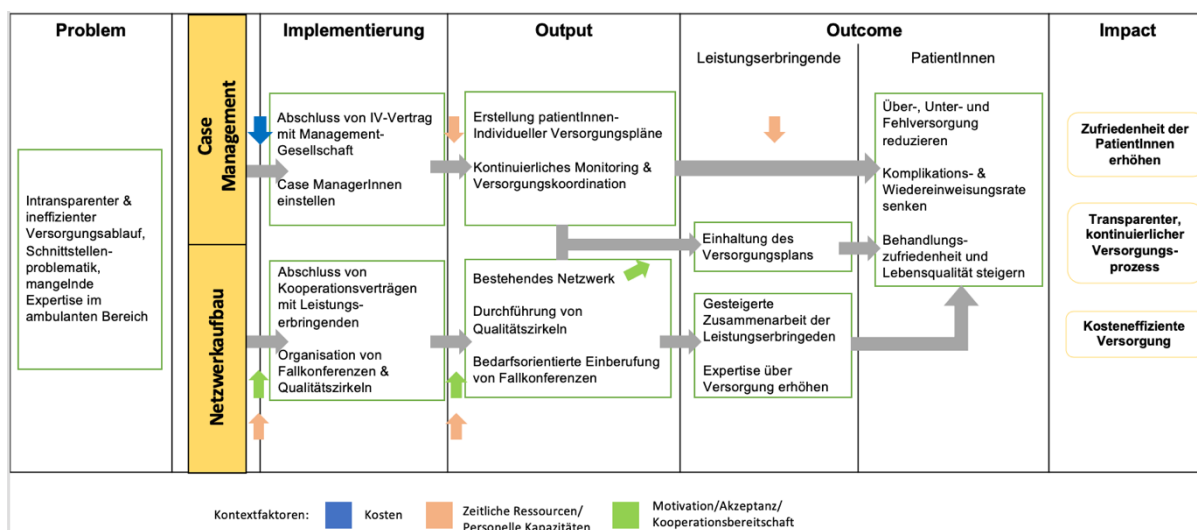 Problem
Case
Management
Netzwerkaufbau
Implementierung
Output
Outcome
Impact
Leistungserbringende
PatientInnen
Intransparenter &
ineffizienter
Versorgungsablauf,
Schnittstellen-
problematik,
mangelnde
Expertise im
ambulanten Bereich
Abschluss von IV-Vertrag
mit Management-
Gesellschaft
Case ManagerInnen
einstellen
Erstellung patientInnen-
Individueller Versorgungspläne
Kontinuierliches Monitoring &
Versorgungskoordination
Über-, Unter- und
Fehlversorgung
reduzieren
Komplikations- &
Wiedereinweisungsrate
senken
Behandlungs-
zufriedenheit und
Lebensqualität steigern
Zufriedenheit der
PatientInnen
erhöhen
Transparenter,
kontinuierlicher
Versorgungs-
prozess
Kosteneffiziente
Versorgung
Einhaltung des
Versorgungsplans
Abschluss von
Kooperationsverträgen
mit Leistungs-
erbringenden
Organisation von
Fallkonferenzen &
Qualitätszirkeln
Bestehendes Netzwerk
Durchführung von
Qualitätszirkeln
Bedarfsorientierte Einberufung
von Fallkonferenzen
Gesteigerte
Zusammenarbeit der
Leistungserbringeden
Expertise über
Versorgung erhöhen
Kontextfaktoren:
Kosten
Zeitliche Ressourcen/
Personelle Kapazitäten
Motivation/Akzeptanz/
Kooperationsbereitschaft